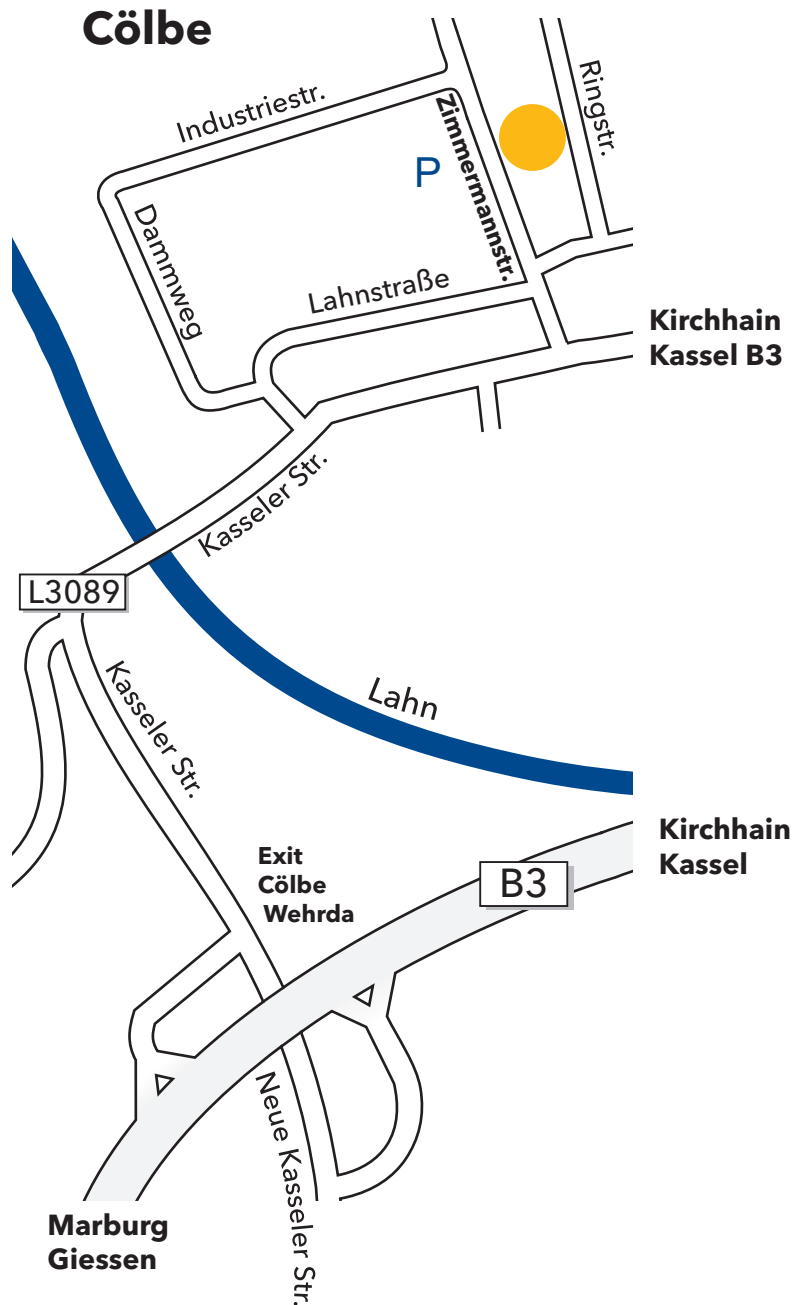 Cölbe
Industriestr.
Ringstr.
Zimmermannstr.
P
Dammweg
Lahnstraße
Kirchhain
Kassel B3
Kasseler Str.
L3089
Kasseler Str.
Lahn
Kirchhain
Kassel
Exit
Cölbe
Wehrda
B3
Neue Kasseler Str.
Marburg
Giessen